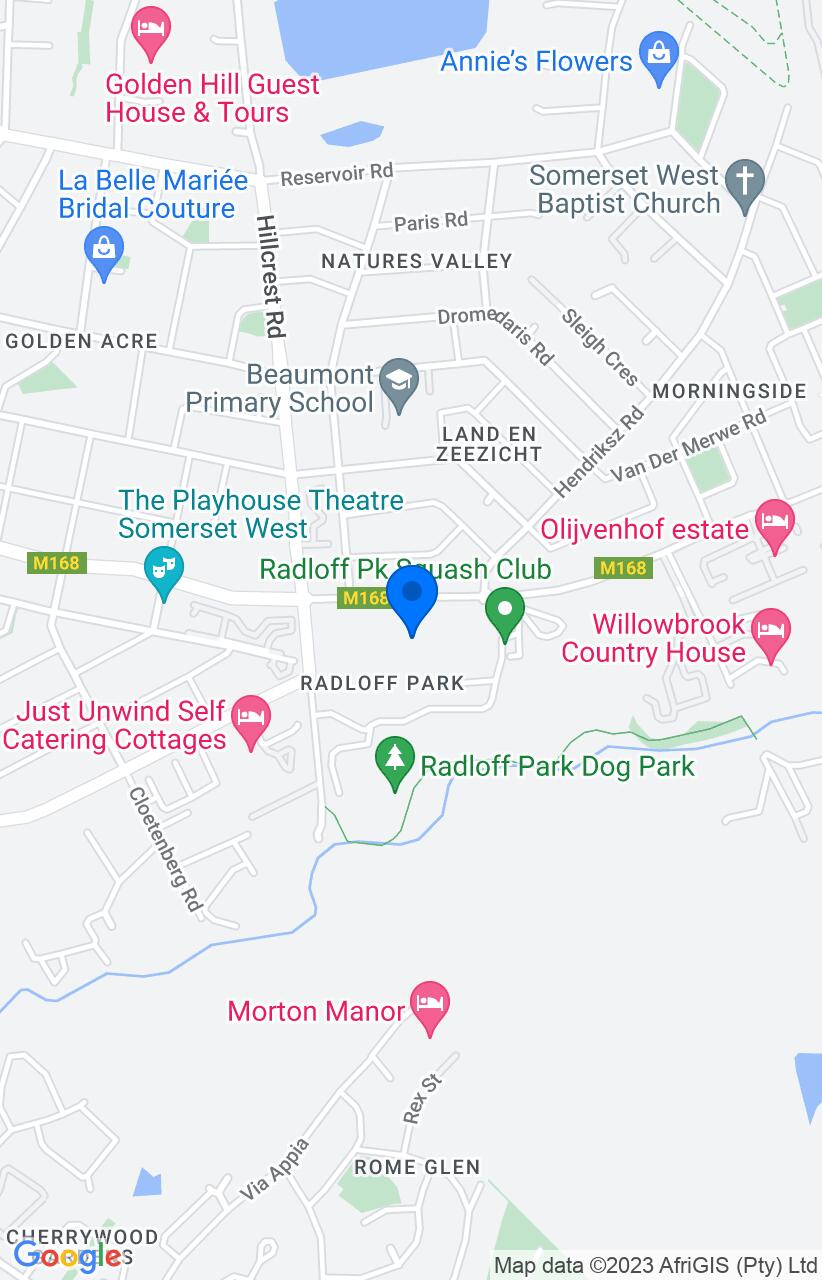 Golden Hill Guest
House & Tours
Annie's Flowers
Reservoir Rd
Somerset West
Baptist Church
La Belle Mariée
Bridal Couture
Paris Rd
Hillcrest Rd
NATURES VALLEY
Dromedaris Rd
Sleigh Cres
GOLDEN ACRE
Beaumont
Primary School
MORNINGSIDE
LAND EN
ZEEZICHT
Hendriksz Rd
Van Der Merwe Rd
The Playhouse Theatre
Somerset West
Olijvenhof estate
M168
Radloff Pk Squash Club
M168
M168
Willowbrook
Country House
RADLOFF PARK
Just Unwind Self
Catering Cottages
Radloff Park Dog Park
Cloetenberg Rd
Morton Manor
Rex St
Via Appia
ROME GLEN
CHERRYWOOD
Google
Map data ©2023 AfriGIS (Pty) Ltd